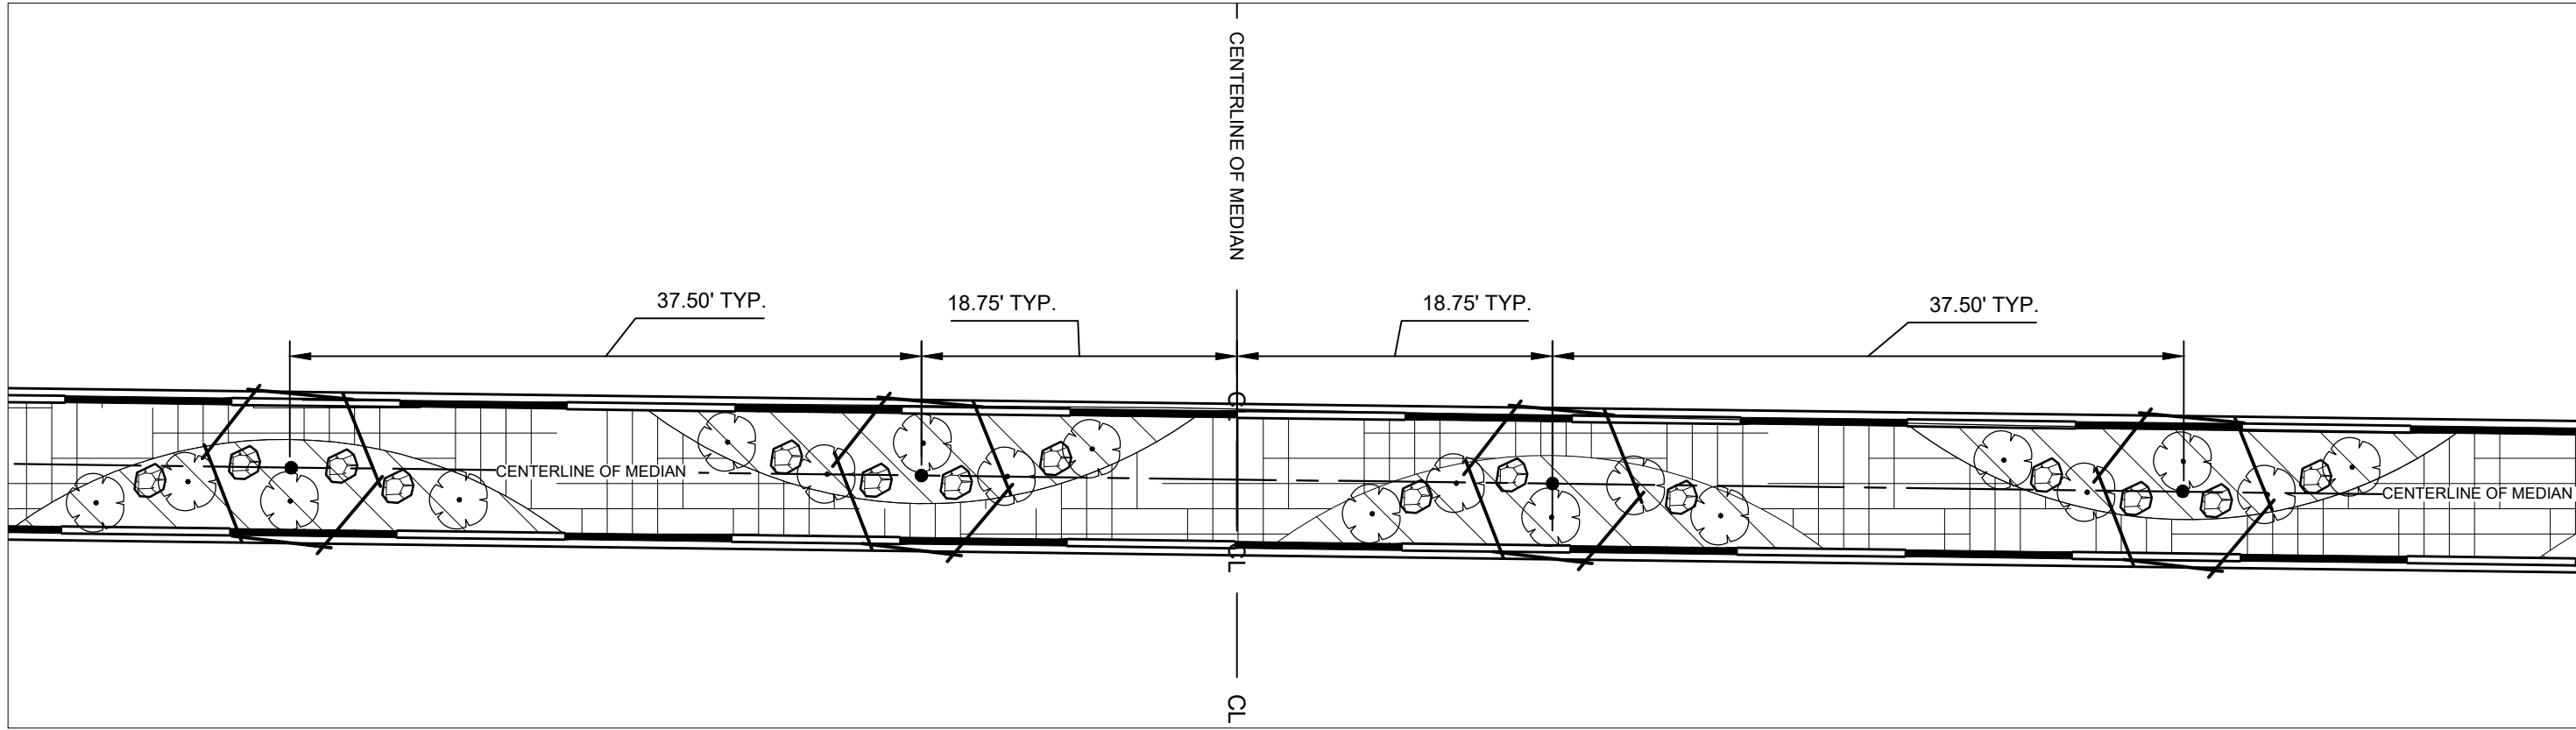 CENTERLINE OF MEDIAN
37.50' TYP.
18.75' TYP.
18.75' TYP.
37.50' TYP.
CL
CENTERLINE OF MEDIAN
CENTERLINE OF MEDIAN
CL
CL